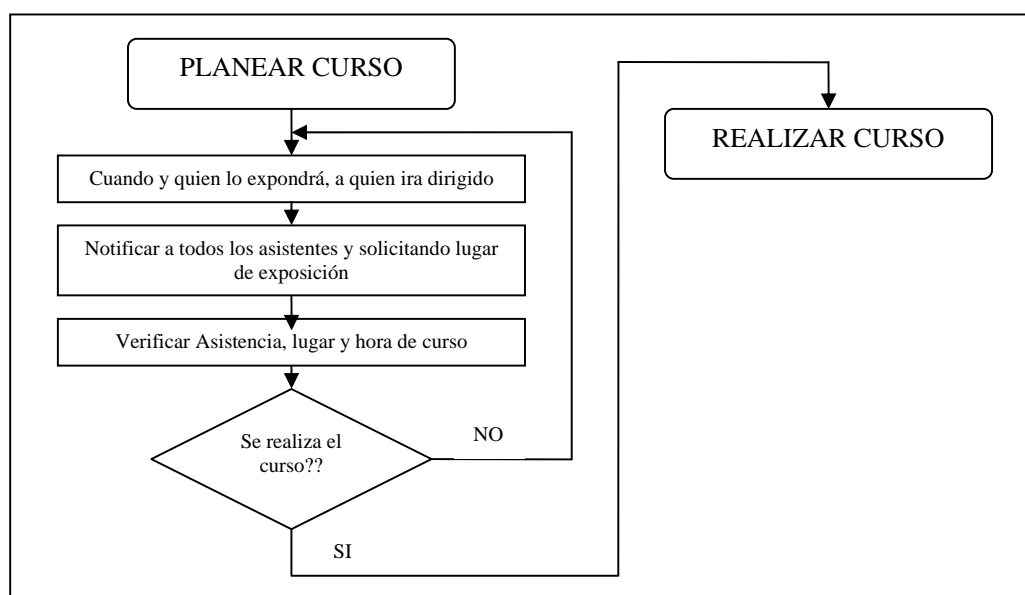 PLANEAR CURSO
Cuando y quien lo expondrá, a quien ira dirigido
Notificar a todos los asistentes y solicitando lugar
de exposición
Verificar Asistencia, lugar y hora de curso
Se realiza el
curso??
NO
SI
REALIZAR CURSO